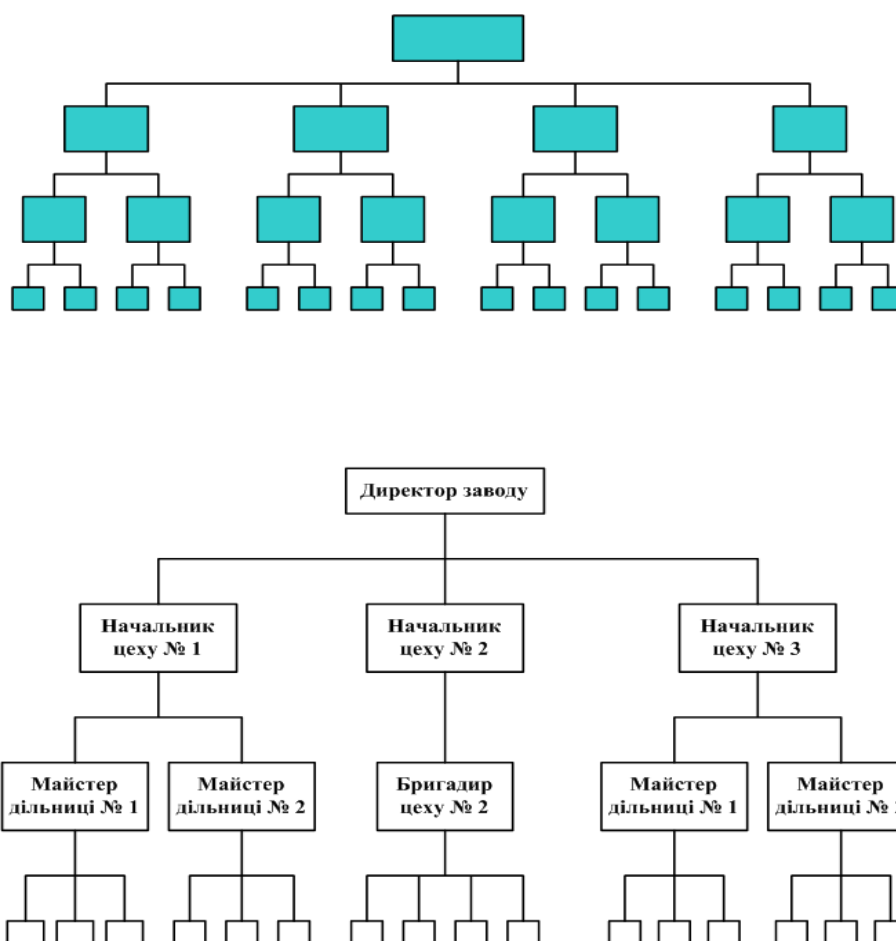 Директор заводу
Начальник
цеху № 1
Начальник
цеху № 2
Начальник
цеху № 3
Майстер
дільниці № 1
Майстер
дільниці № 2
Бригадир
цеху № 2
Майстер
дільниці № 1
Майстер
дільниці №